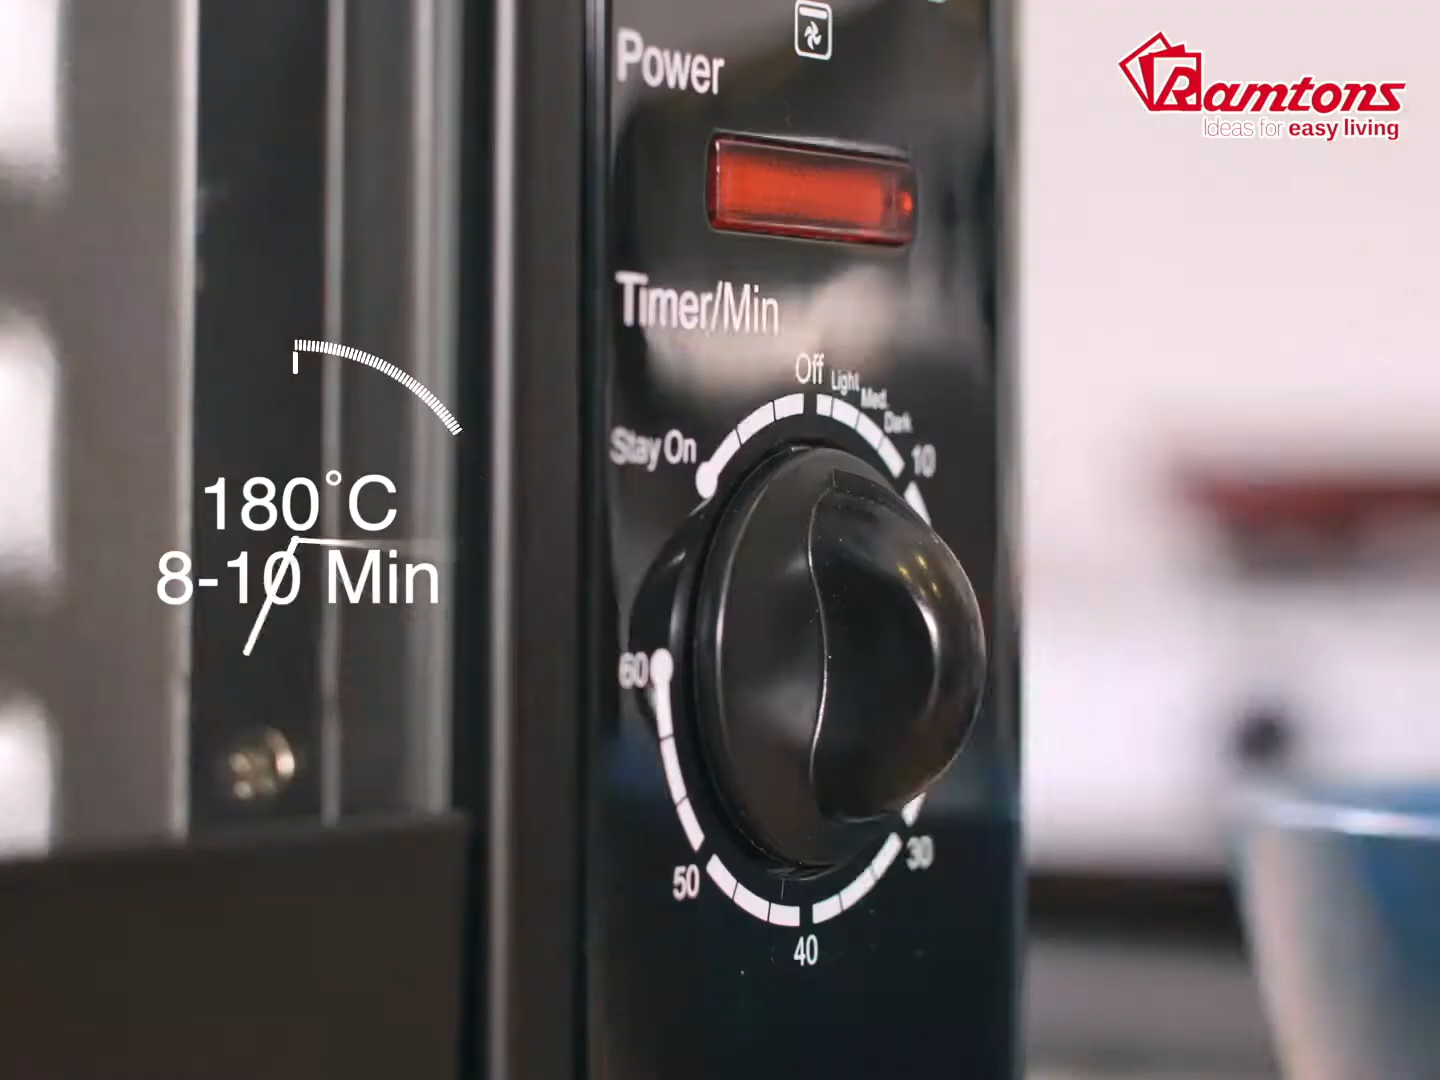 Power
Ramtons
Ideas for easy living
Timer/Min
Off
Light
Med.
Dark
Stay On
10
180°C
8-10 Min
60
50
30
40